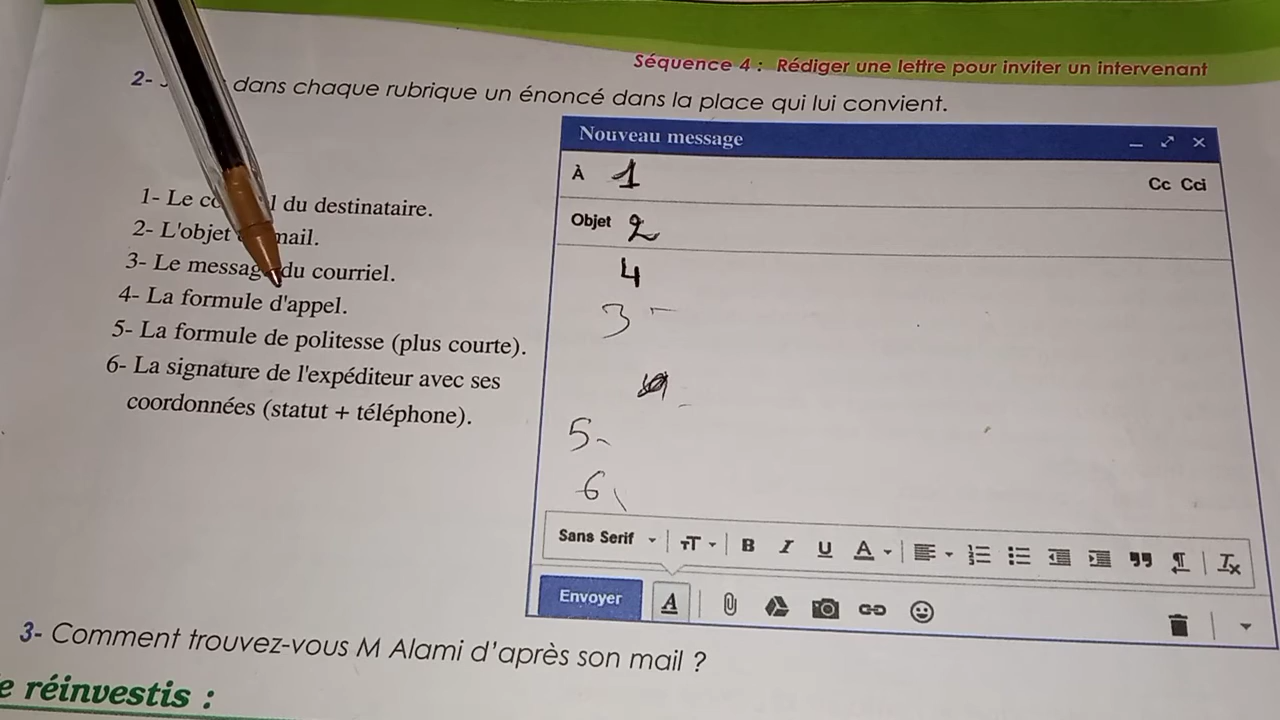 Séquence 4 : Rédiger une lettre pour inviter un intervenant
2- dans chaque rubrique un énoncé dans la place qui lui convient.
Nouveau message
À 1
Cc Cci
Objet 2
4
3 -
5-
6
1- Le du destinataire.
2- L'objet mail.
3- Le message du courriel.
4- La formule d'appel.
5- La formule de politesse (plus courte).
6- La signature de l'expéditeur avec ses
coordonnées (statut + téléphone).
Sans Serif
Envoyer
3- Comment trouvez-vous M Alami d'après son mail ?
e réinvestis :